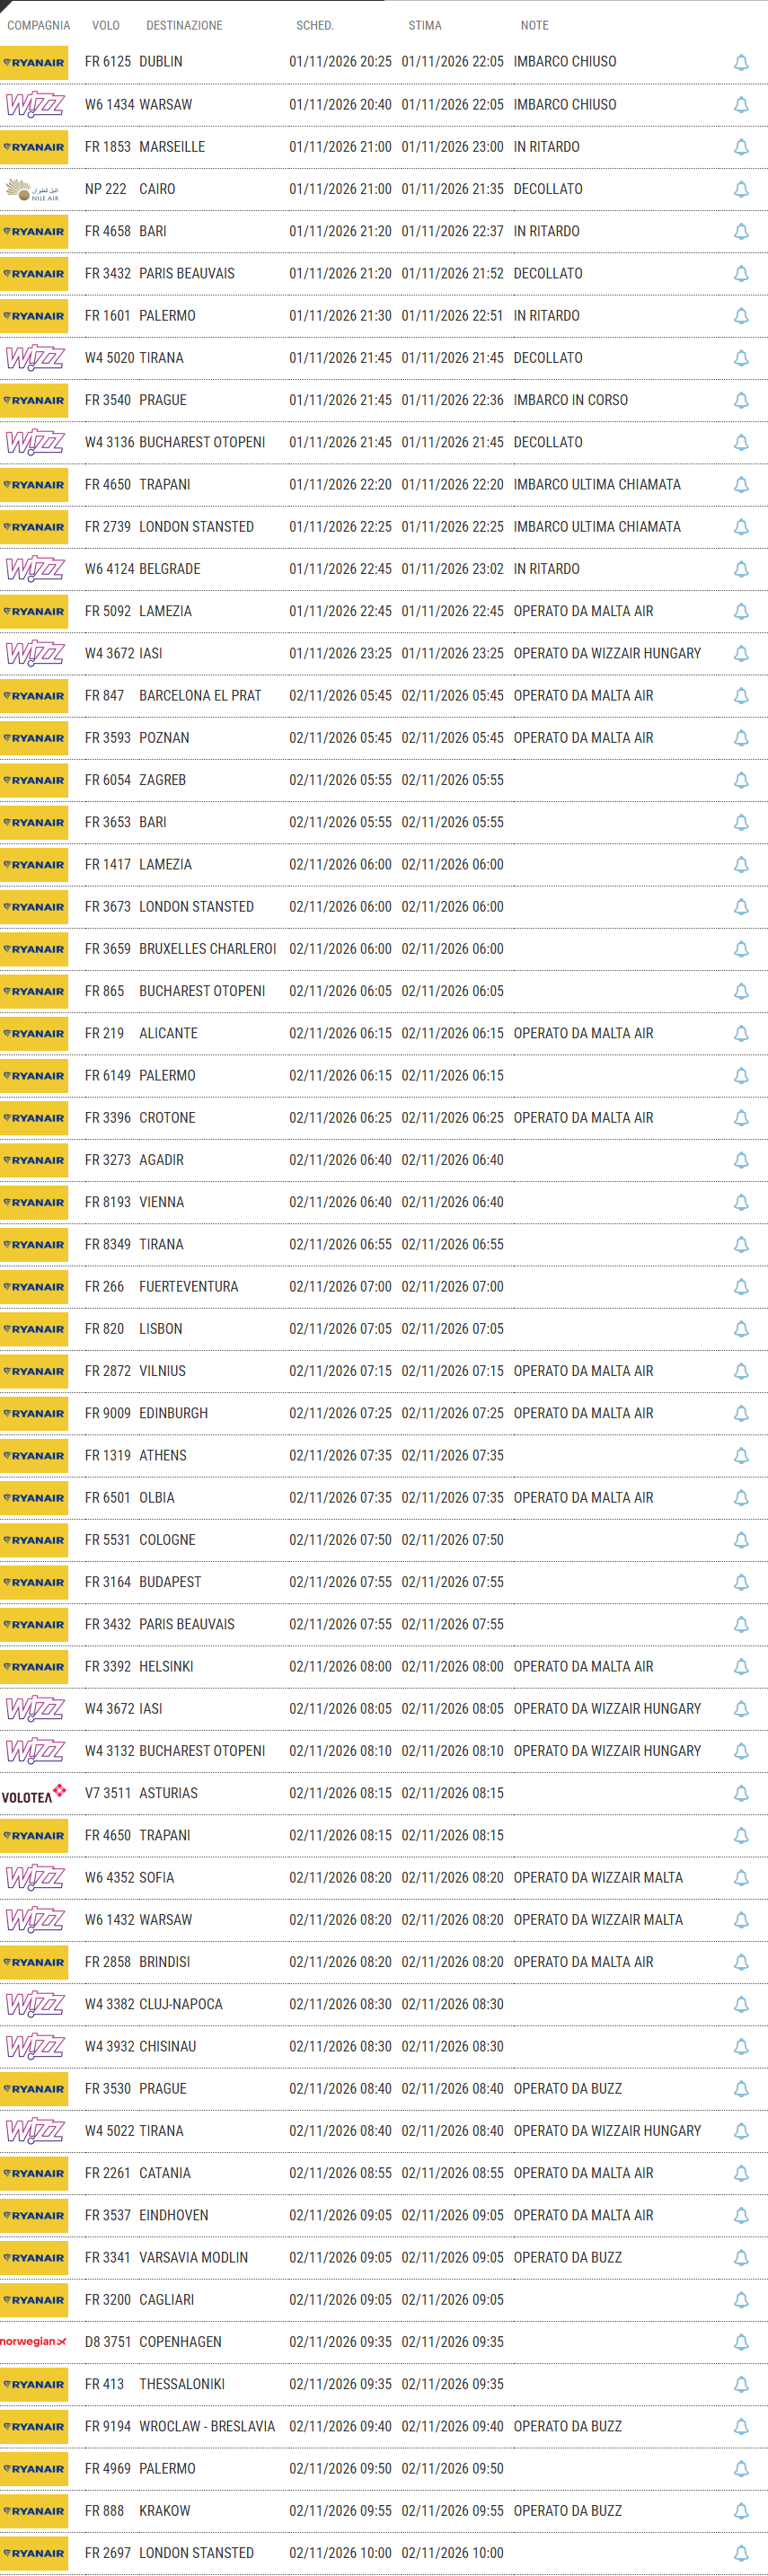 COMPAGNIA VOLO DESTINAZIONE SCHED. STIMA NOTE
RYANAIR FR 6125 DUBLIN 01/11/2026 20:25 01/11/2026 22:05 IMBARCO CHIUSO
Wizz W6 1434 WARSAW 01/11/2026 20:40 01/11/2026 22:05 IMBARCO CHIUSO
RYANAIR FR 1853 MARSEILLE 01/11/2026 21:00 01/11/2026 23:00 IN RITARDO
النيل للطيران NILE AIR NP 222 CAIRO 01/11/2026 21:00 01/11/2026 21:35 DECOLLATO
RYANAIR FR 4658 BARI 01/11/2026 21:20 01/11/2026 22:37 IN RITARDO
RYANAIR FR 3432 PARIS BEAUVAIS 01/11/2026 21:20 01/11/2026 21:52 DECOLLATO
RYANAIR FR 1601 PALERMO 01/11/2026 21:30 01/11/2026 22:51 IN RITARDO
Wizz W4 5020 TIRANA 01/11/2026 21:45 01/11/2026 21:45 DECOLLATO
RYANAIR FR 3540 PRAGUE 01/11/2026 21:45 01/11/2026 22:36 IMBARCO IN CORSO
Wizz W4 3136 BUCHAREST OTOPENI 01/11/2026 21:45 01/11/2026 21:45 DECOLLATO
RYANAIR FR 4650 TRAPANI 01/11/2026 22:20 01/11/2026 22:20 IMBARCO ULTIMA CHIAMATA
RYANAIR FR 2739 LONDON STANSTED 01/11/2026 22:25 01/11/2026 22:25 IMBARCO ULTIMA CHIAMATA
Wizz W6 4124 BELGRADE 01/11/2026 22:45 01/11/2026 23:02 IN RITARDO
RYANAIR FR 5092 LAMEZIA 01/11/2026 22:45 01/11/2026 22:45 OPERATO DA MALTA AIR
Wizz W4 3672 IASI 01/11/2026 23:25 01/11/2026 23:25 OPERATO DA WIZZAIR HUNGARY
RYANAIR FR 847 BARCELONA EL PRAT 02/11/2026 05:45 02/11/2026 05:45 OPERATO DA MALTA AIR
RYANAIR FR 3593 POZNAN 02/11/2026 05:45 02/11/2026 05:45 OPERATO DA MALTA AIR
RYANAIR FR 6054 ZAGREB 02/11/2026 05:55 02/11/2026 05:55
RYANAIR FR 3653 BARI 02/11/2026 05:55 02/11/2026 05:55
RYANAIR FR 1417 LAMEZIA 02/11/2026 06:00 02/11/2026 06:00
RYANAIR FR 3673 LONDON STANSTED 02/11/2026 06:00 02/11/2026 06:00
RYANAIR FR 3659 BRUXELLES CHARLEROI 02/11/2026 06:00 02/11/2026 06:00
RYANAIR FR 865 BUCHAREST OTOPENI 02/11/2026 06:05 02/11/2026 06:05
RYANAIR FR 219 ALICANTE 02/11/2026 06:15 02/11/2026 06:15 OPERATO DA MALTA AIR
RYANAIR FR 6149 PALERMO 02/11/2026 06:15 02/11/2026 06:15
RYANAIR FR 3396 CROTONE 02/11/2026 06:25 02/11/2026 06:25 OPERATO DA MALTA AIR
RYANAIR FR 3273 AGADIR 02/11/2026 06:40 02/11/2026 06:40
RYANAIR FR 8193 VIENNA 02/11/2026 06:40 02/11/2026 06:40
RYANAIR FR 8349 TIRANA 02/11/2026 06:55 02/11/2026 06:55
RYANAIR FR 266 FUERTEVENTURA 02/11/2026 07:00 02/11/2026 07:00
RYANAIR FR 820 LISBON 02/11/2026 07:05 02/11/2026 07:05
RYANAIR FR 2872 VILNIUS 02/11/2026 07:15 02/11/2026 07:15 OPERATO DA MALTA AIR
RYANAIR FR 9009 EDINBURGH 02/11/2026 07:25 02/11/2026 07:25 OPERATO DA MALTA AIR
RYANAIR FR 1319 ATHENS 02/11/2026 07:35 02/11/2026 07:35
RYANAIR FR 6501 OLBIA 02/11/2026 07:35 02/11/2026 07:35 OPERATO DA MALTA AIR
RYANAIR FR 5531 COLOGNE 02/11/2026 07:50 02/11/2026 07:50
RYANAIR FR 3164 BUDAPEST 02/11/2026 07:55 02/11/2026 07:55
RYANAIR FR 3432 PARIS BEAUVAIS 02/11/2026 07:55 02/11/2026 07:55
RYANAIR FR 3392 HELSINKI 02/11/2026 08:00 02/11/2026 08:00 OPERATO DA MALTA AIR
Wizz W4 3672 IASI 02/11/2026 08:05 02/11/2026 08:05 OPERATO DA WIZZAIR HUNGARY
Wizz W4 3132 BUCHAREST OTOPENI 02/11/2026 08:10 02/11/2026 08:10 OPERATO DA WIZZAIR HUNGARY
VOLOTEA V7 3511 ASTURIAS 02/11/2026 08:15 02/11/2026 08:15
RYANAIR FR 4650 TRAPANI 02/11/2026 08:15 02/11/2026 08:15
Wizz W6 4352 SOFIA 02/11/2026 08:20 02/11/2026 08:20 OPERATO DA WIZZAIR MALTA
Wizz W6 1432 WARSAW 02/11/2026 08:20 02/11/2026 08:20 OPERATO DA WIZZAIR MALTA
RYANAIR FR 2858 BRINDISI 02/11/2026 08:20 02/11/2026 08:20 OPERATO DA MALTA AIR
Wizz W4 3382 CLUJ-NAPOCA 02/11/2026 08:30 02/11/2026 08:30
Wizz W4 3932 CHISINAU 02/11/2026 08:30 02/11/2026 08:30
RYANAIR FR 3530 PRAGUE 02/11/2026 08:40 02/11/2026 08:40 OPERATO DA BUZZ
Wizz W4 5022 TIRANA 02/11/2026 08:40 02/11/2026 08:40 OPERATO DA WIZZAIR HUNGARY
RYANAIR FR 2261 CATANIA 02/11/2026 08:55 02/11/2026 08:55 OPERATO DA MALTA AIR
RYANAIR FR 3537 EINDHOVEN 02/11/2026 09:05 02/11/2026 09:05 OPERATO DA MALTA AIR
RYANAIR FR 3341 VARSAVIA MODLIN 02/11/2026 09:05 02/11/2026 09:05 OPERATO DA BUZZ
RYANAIR FR 3200 CAGLIARI 02/11/2026 09:05 02/11/2026 09:05
norwegian D8 3751 COPENHAGEN 02/11/2026 09:35 02/11/2026 09:35
RYANAIR FR 413 THESSALONIKI 02/11/2026 09:35 02/11/2026 09:35
RYANAIR FR 9194 WROCLAW - BRESLAVIA 02/11/2026 09:40 02/11/2026 09:40 OPERATO DA BUZZ
RYANAIR FR 4969 PALERMO 02/11/2026 09:50 02/11/2026 09:50
RYANAIR FR 888 KRAKOW 02/11/2026 09:55 02/11/2026 09:55 OPERATO DA BUZZ
RYANAIR FR 2697 LONDON STANSTED 02/11/2026 10:00 02/11/2026 10:00